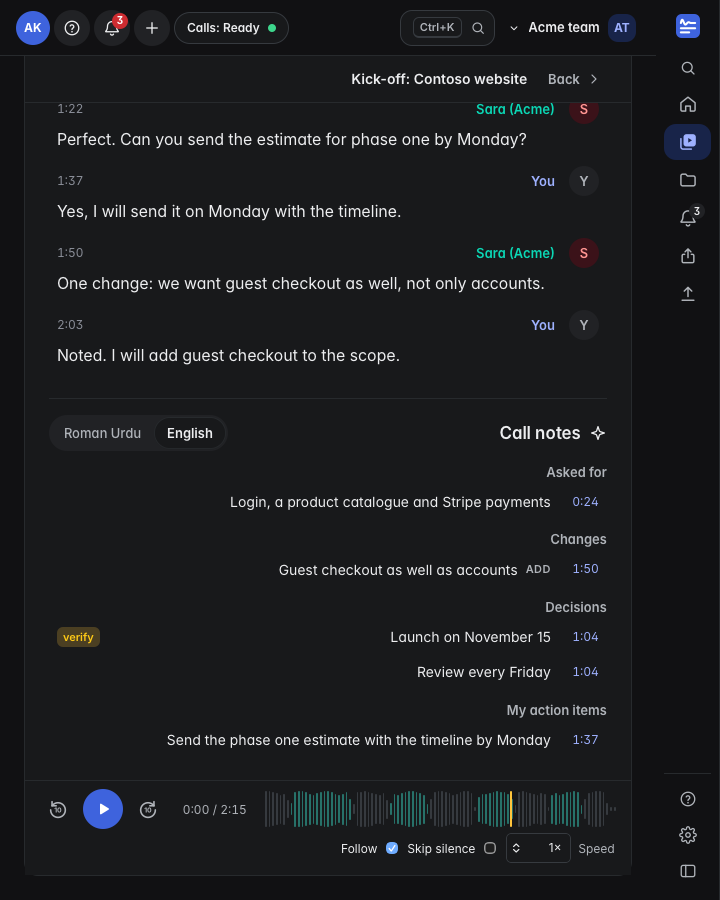 AK
3
Calls: Ready
Ctrl+K
Acme team
AT
Kick-off: Contoso website
Back
1:22
Sara (Acme)
S
Perfect. Can you send the estimate for phase one by Monday?
1:37
You
Y
Yes, I will send it on Monday with the timeline.
1:50
Sara (Acme)
S
One change: we want guest checkout as well, not only accounts.
2:03
You
Y
Noted. I will add guest checkout to the scope.
Roman Urdu
English
Call notes
Asked for
Login, a product catalogue and Stripe payments 0:24
Changes
Guest checkout as well as accounts ADD 1:50
Decisions
verify
Launch on November 15 1:04
Review every Friday 1:04
My action items
Send the phase one estimate with the timeline by Monday 1:37
10
10
0:00 / 2:15
Follow
Skip silence
1×
Speed
3